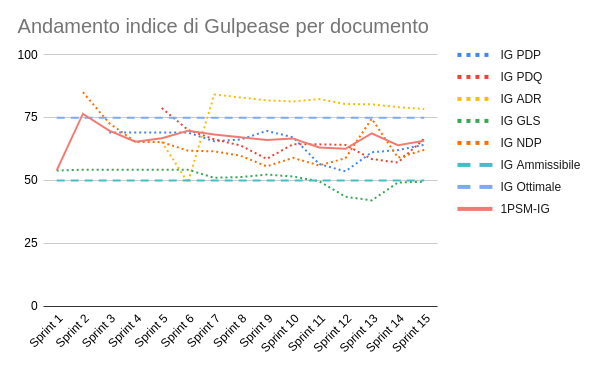 Andamento indice di Gulpease per documento
100
75
50
25
0
Sprint 1
Sprint 2
Sprint 3
Sprint 4
Sprint 5
Sprint 6
Sprint 7
Sprint 8
Sprint 9
Sprint 10
Sprint 11
Sprint 12
Sprint 13
Sprint 14
Sprint 15
IG PDP
IG PDQ
IG ADR
IG GLS
IG NDP
IG Ammissibile
IG Ottimale
1PSM-IG